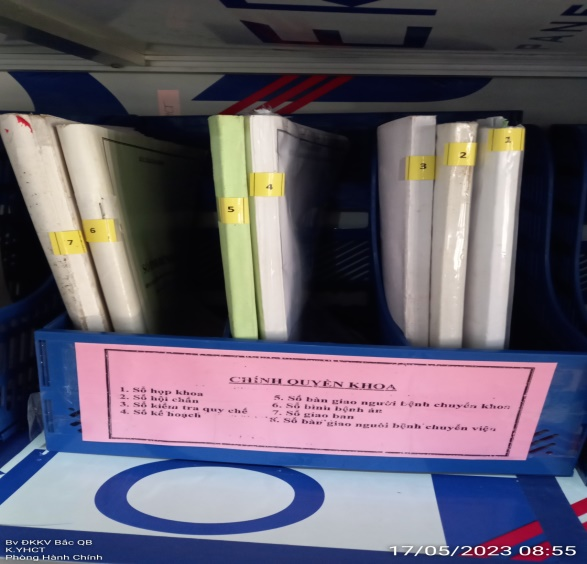 PANE
7
6
5
4
3
2
1
CHÍNH QUYỀN KHOA
1. Sổ họp khoa
2. Sổ hội chẩn
3. Sổ kiểm tra quy chế
4. Sổ kế hoạch
5. Sổ bàn giao người bệnh chuyển khoa
6. Sổ bình bệnh án
7. Sổ giao ban
8. Sổ bàn giao người bệnh chuyển viện
Bv ĐKKV Bắc QB
K.YHCT
Phòng Hành Chính
17/05/2023 08:55